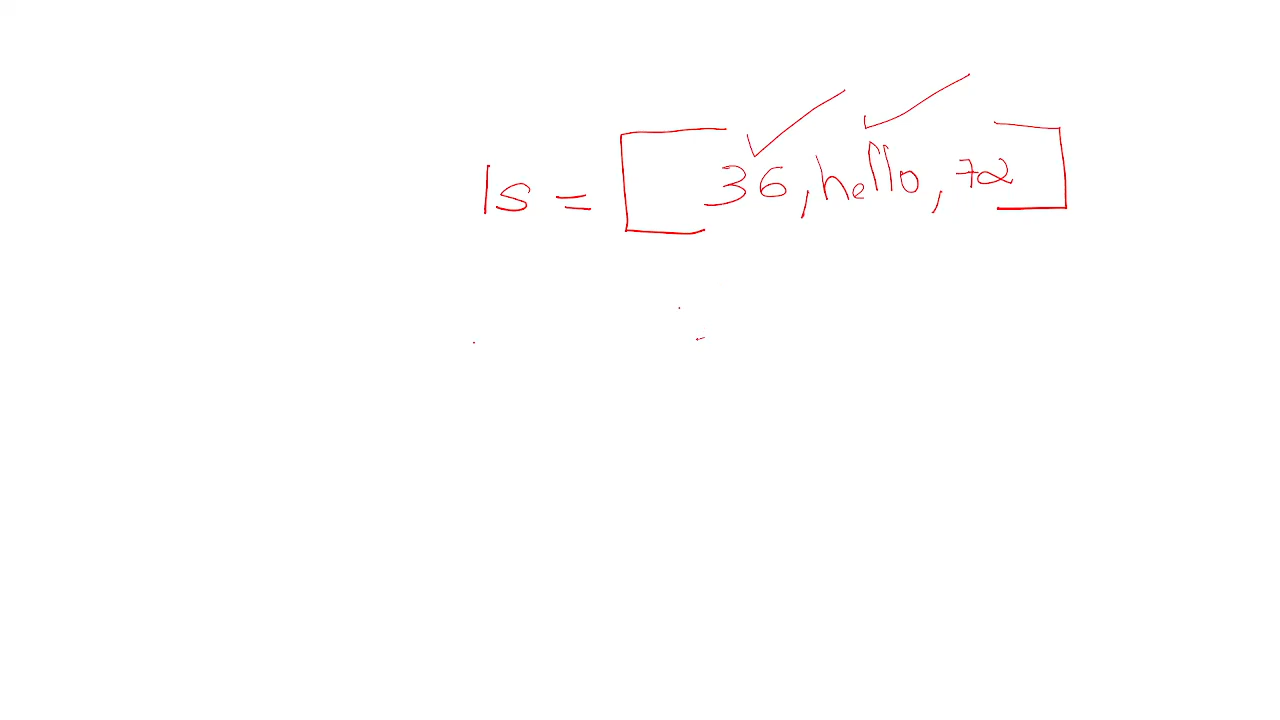 ls = [ 36, hello, 72 ]